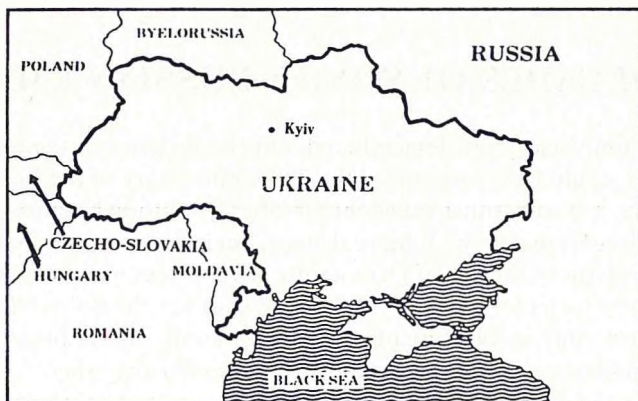 BYELORUSSIA
RUSSIA
POLAND
Kyiv
UKRAINE
CZECHO-SLOVAKIA
MOLDAVIA
HUNGARY
ROMANIA
BLACK SEA